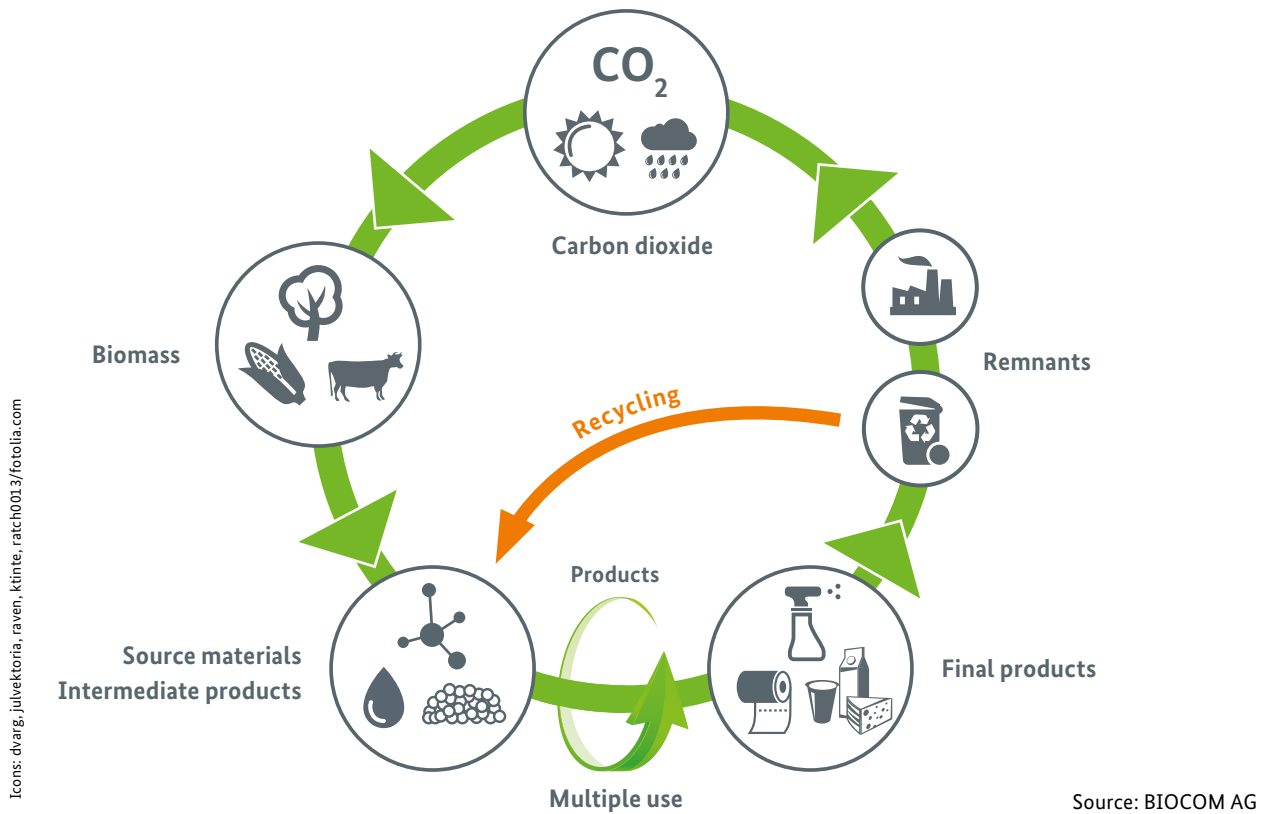 CO2
Carbon dioxide
Biomass
Remnants
Recycling
Products
Source materials
Intermediate products
Final products
Multiple use
Icons: dvarg, julvektoria, raven, ktinte, ratch0013/fotolia.com
Source: BIOCOM AG